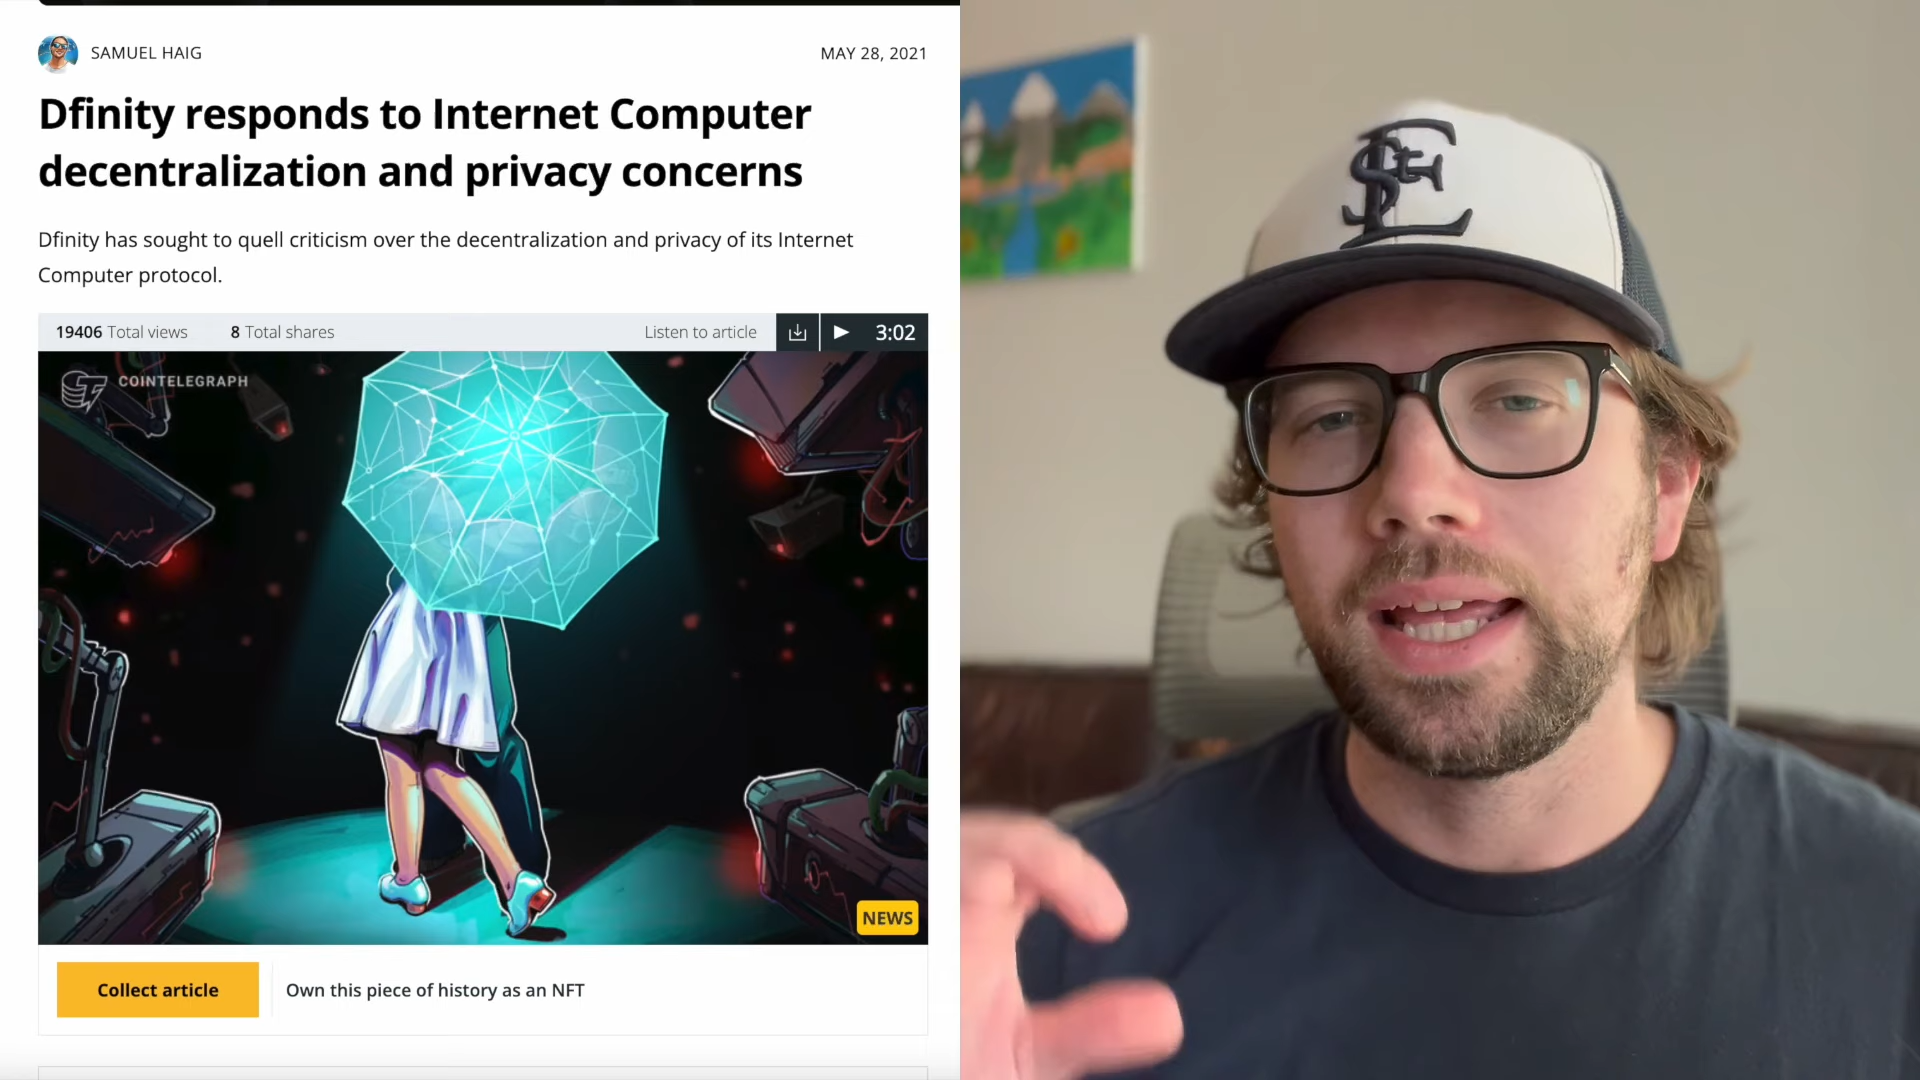 SAMUEL HAIG
MAY 28, 2021
Dfinity responds to Internet Computer
decentralization and privacy concerns
Dfinity has sought to quell criticism over the decentralization and privacy of its Internet
Computer protocol.
19406 Total views 8 Total shares Listen to article 3:02
COINTELEGRAPH
NEWS
Collect article
Own this piece of history as an NFT